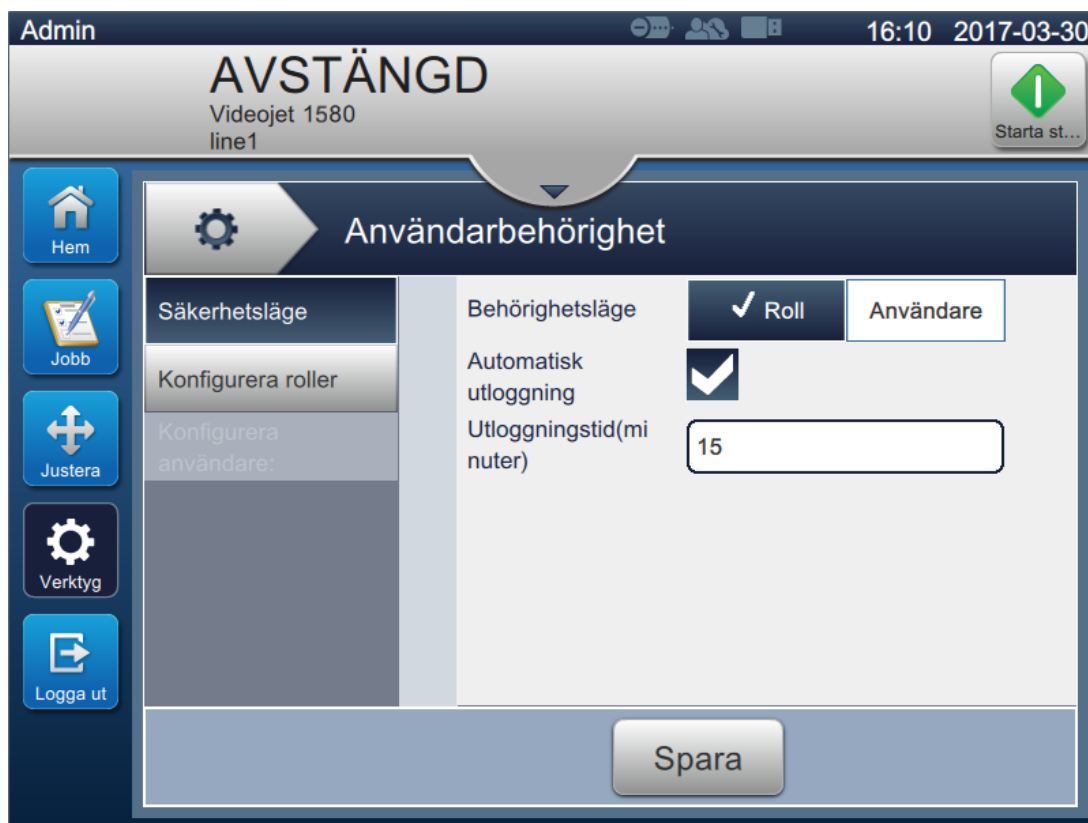 Admin
16:10 2017-03-30
AVSTÄNGD
Videojet 1580
line1
Starta st...
Hem
Jobb
Justera
Verktyg
Logga ut
Användarbehörighet
Säkerhetsläge
Konfigurera roller
Konfigurera
användare:
Behörighetsläge
Roll
Användare
Automatisk
utloggning
Utloggningstid(mi
nuter)
15
Spara